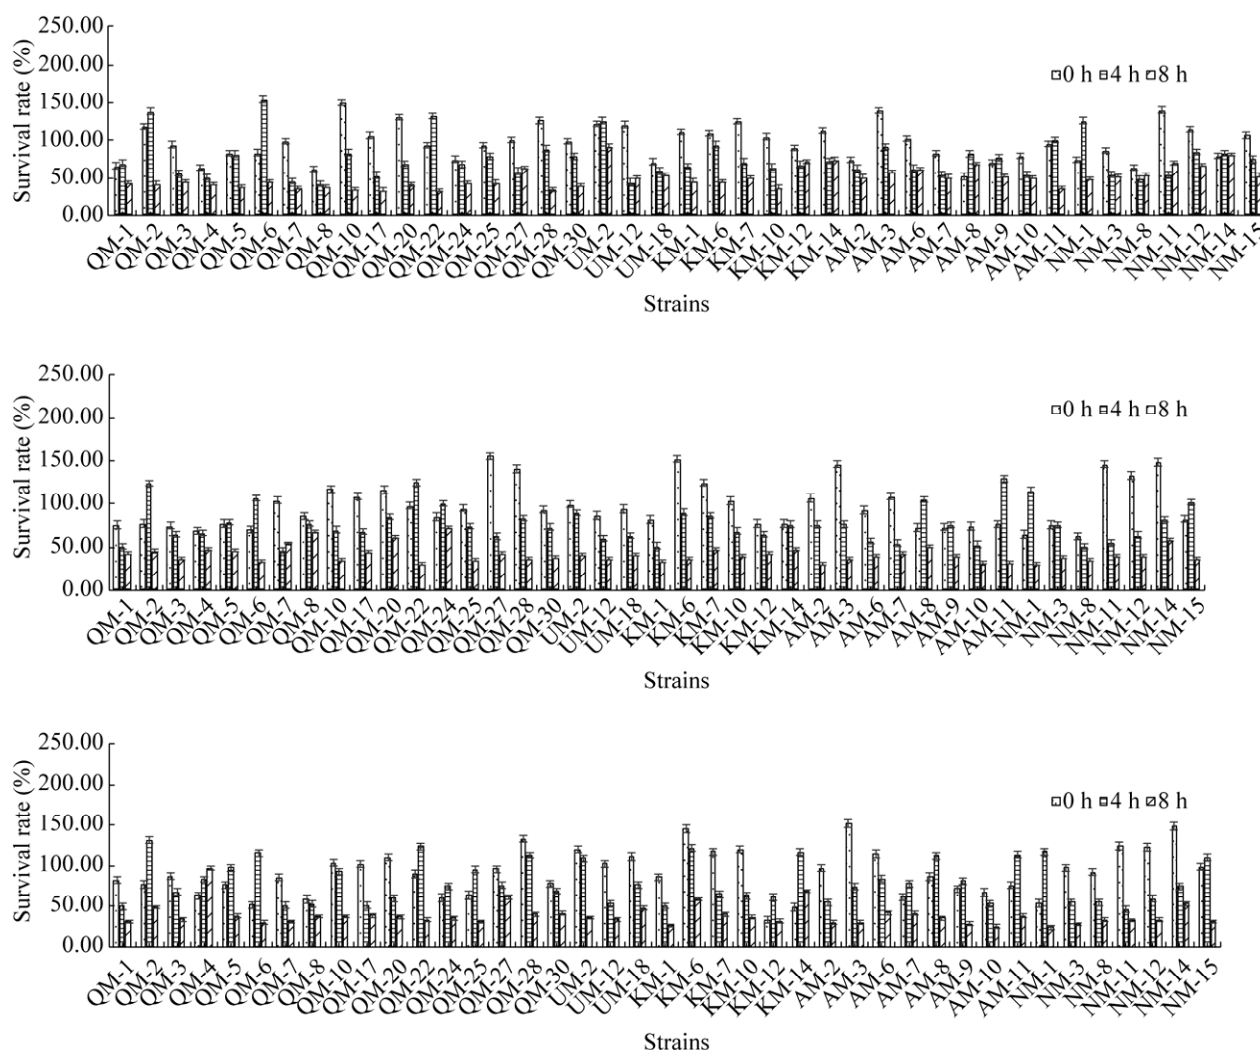 Survival rate (%)
250.00
200.00
150.00
100.00
50.00
0.00
0 h 4 h 8 h
QM-1 QM-2 QM-3 QM-4 QM-5 QM-6 QM-7 QM-8 QM-10 QM-17 QM-20 QM-22 QM-24 QM-25 QM-27 QM-28 QM-30 UM-2 UM-12 UM-18 KM-1 KM-6 KM-7 KM-10 KM-12 KM-14 AM-2 AM-3 AM-6 AM-7 AM-8 AM-9 AM-10 AM-11 NM-1 NM-3 NM-8 NM-11 NM-12 NM-14 NM-15
Strains
Survival rate (%)
250.00
200.00
150.00
100.00
50.00
0.00
0 h 4 h 8 h
QM-1 QM-2 QM-3 QM-4 QM-5 QM-6 QM-7 QM-8 QM-10 QM-17 QM-20 QM-22 QM-24 QM-25 QM-27 QM-28 QM-30 UM-2 UM-12 UM-18 KM-1 KM-6 KM-7 KM-10 KM-12 KM-14 AM-2 AM-3 AM-6 AM-7 AM-8 AM-9 AM-10 AM-11 NM-1 NM-3 NM-8 NM-11 NM-12 NM-14 NM-15
Strains
Survival rate (%)
250.00
200.00
150.00
100.00
50.00
0.00
0 h 4 h 8 h
QM-1 QM-2 QM-3 QM-4 QM-5 QM-6 QM-7 QM-8 QM-10 QM-17 QM-20 QM-22 QM-24 QM-25 QM-27 QM-28 QM-30 UM-2 UM-12 UM-18 KM-1 KM-6 KM-7 KM-10 KM-12 KM-14 AM-2 AM-3 AM-6 AM-7 AM-8 AM-9 AM-10 AM-11 NM-1 NM-3 NM-8 NM-11 NM-12 NM-14 NM-15
Strains